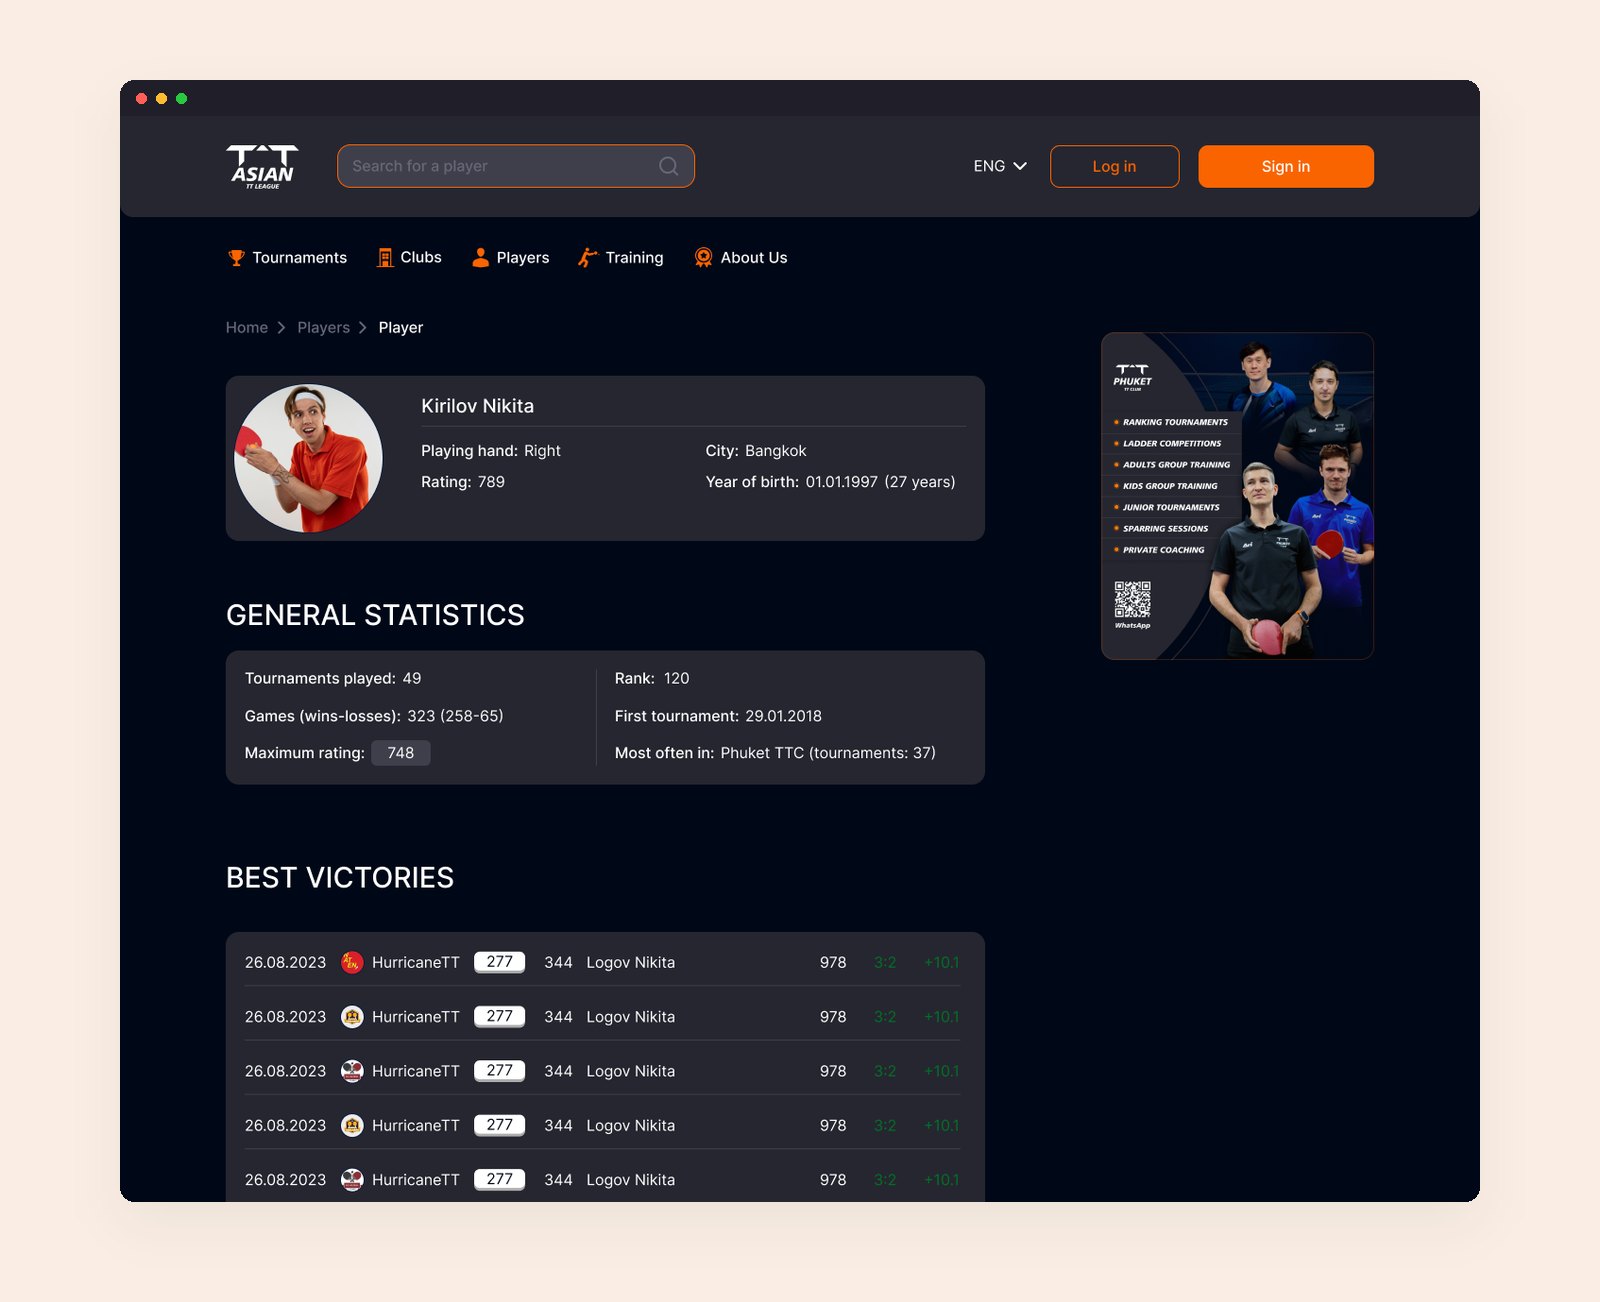 ASIAN
TT LEAGUE
Search for a player
ENG
Log in
Sign in
Tournaments
Clubs
Players
Training
About Us
Home > Players > Player
Kirilov Nikita
Playing hand: Right
City: Bangkok
Rating: 789
Year of birth: 01.01.1997 (27 years)
PHUKET
TT CLUB
RANKING TOURNAMENTS
LADDER COMPETITIONS
ADULTS GROUP TRAINING
KIDS GROUP TRAINING
JUNIOR TOURNAMENTS
SPARRING SESSIONS
PRIVATE COACHING
WhatsApp
GENERAL STATISTICS
Tournaments played: 49
Rank: 120
Games (wins-losses): 323 (258-65)
First tournament: 29.01.2018
Maximum rating: 748
Most often in: Phuket TTC (tournaments: 37)
BEST VICTORIES
26.08.2023 HurricaneTT 277 344 Logov Nikita 978 3:2 +10.1
26.08.2023 HurricaneTT 277 344 Logov Nikita 978 3:2 +10.1
26.08.2023 HurricaneTT 277 344 Logov Nikita 978 3:2 +10.1
26.08.2023 HurricaneTT 277 344 Logov Nikita 978 3:2 +10.1
26.08.2023 HurricaneTT 277 344 Logov Nikita 978 3:2 +10.1